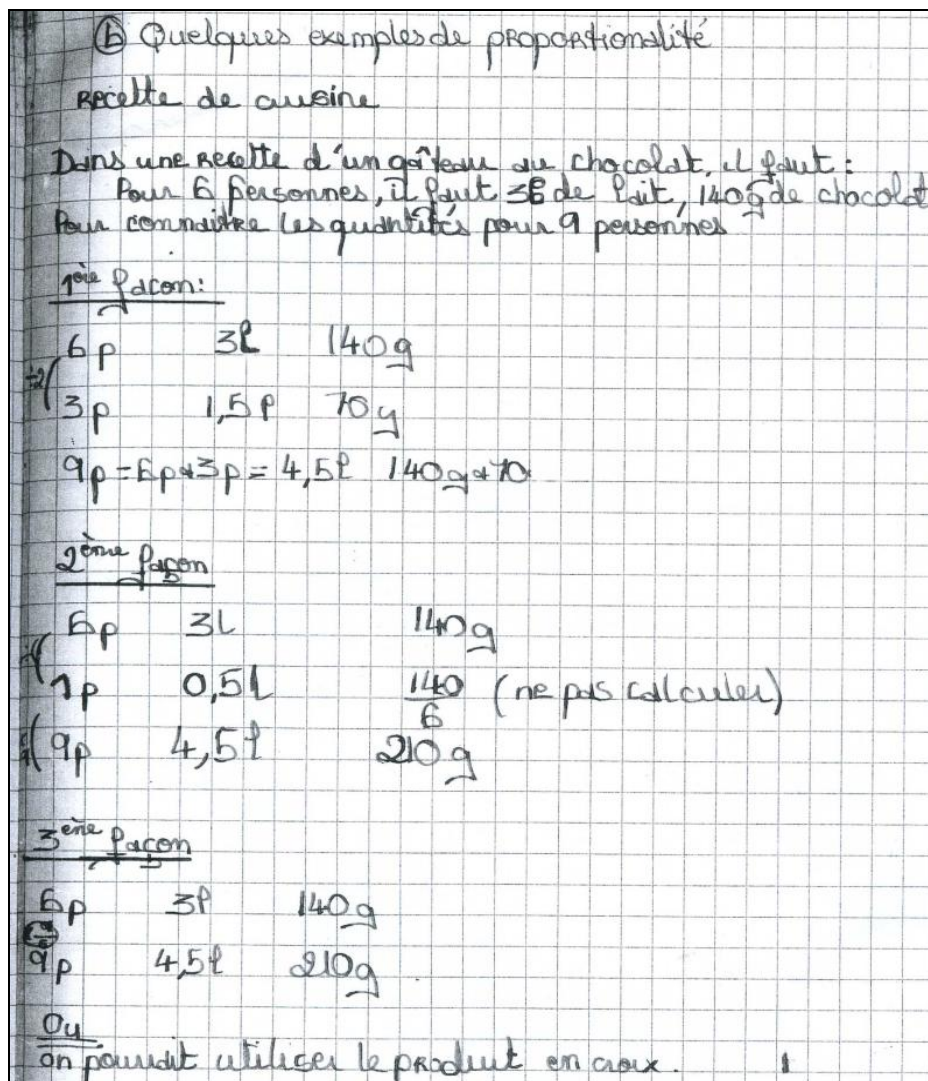 ⓑ Quelques exemples de proportionalité
Recette de cuisine
Dans une recette d'un gâteau au chocolat, il faut :
Pour 6 personnes, il faut 3l de lait, 140g de chocolat
Pour connaitre les quantités pour 9 personnes
1ère façon:
6p 3l 140g
÷2
3p 1,5l 70g
9p = 6p+3p = 4,5l 140g+70
2ème façon
6p 3L 140g
1p 0,5l 140/6 (ne pas calculer)
9p 4,5l 210g
3ème façon
6p 3l 140g
9p 4,5l 210g
Ou
on pourrait utiliser le produit en croix.